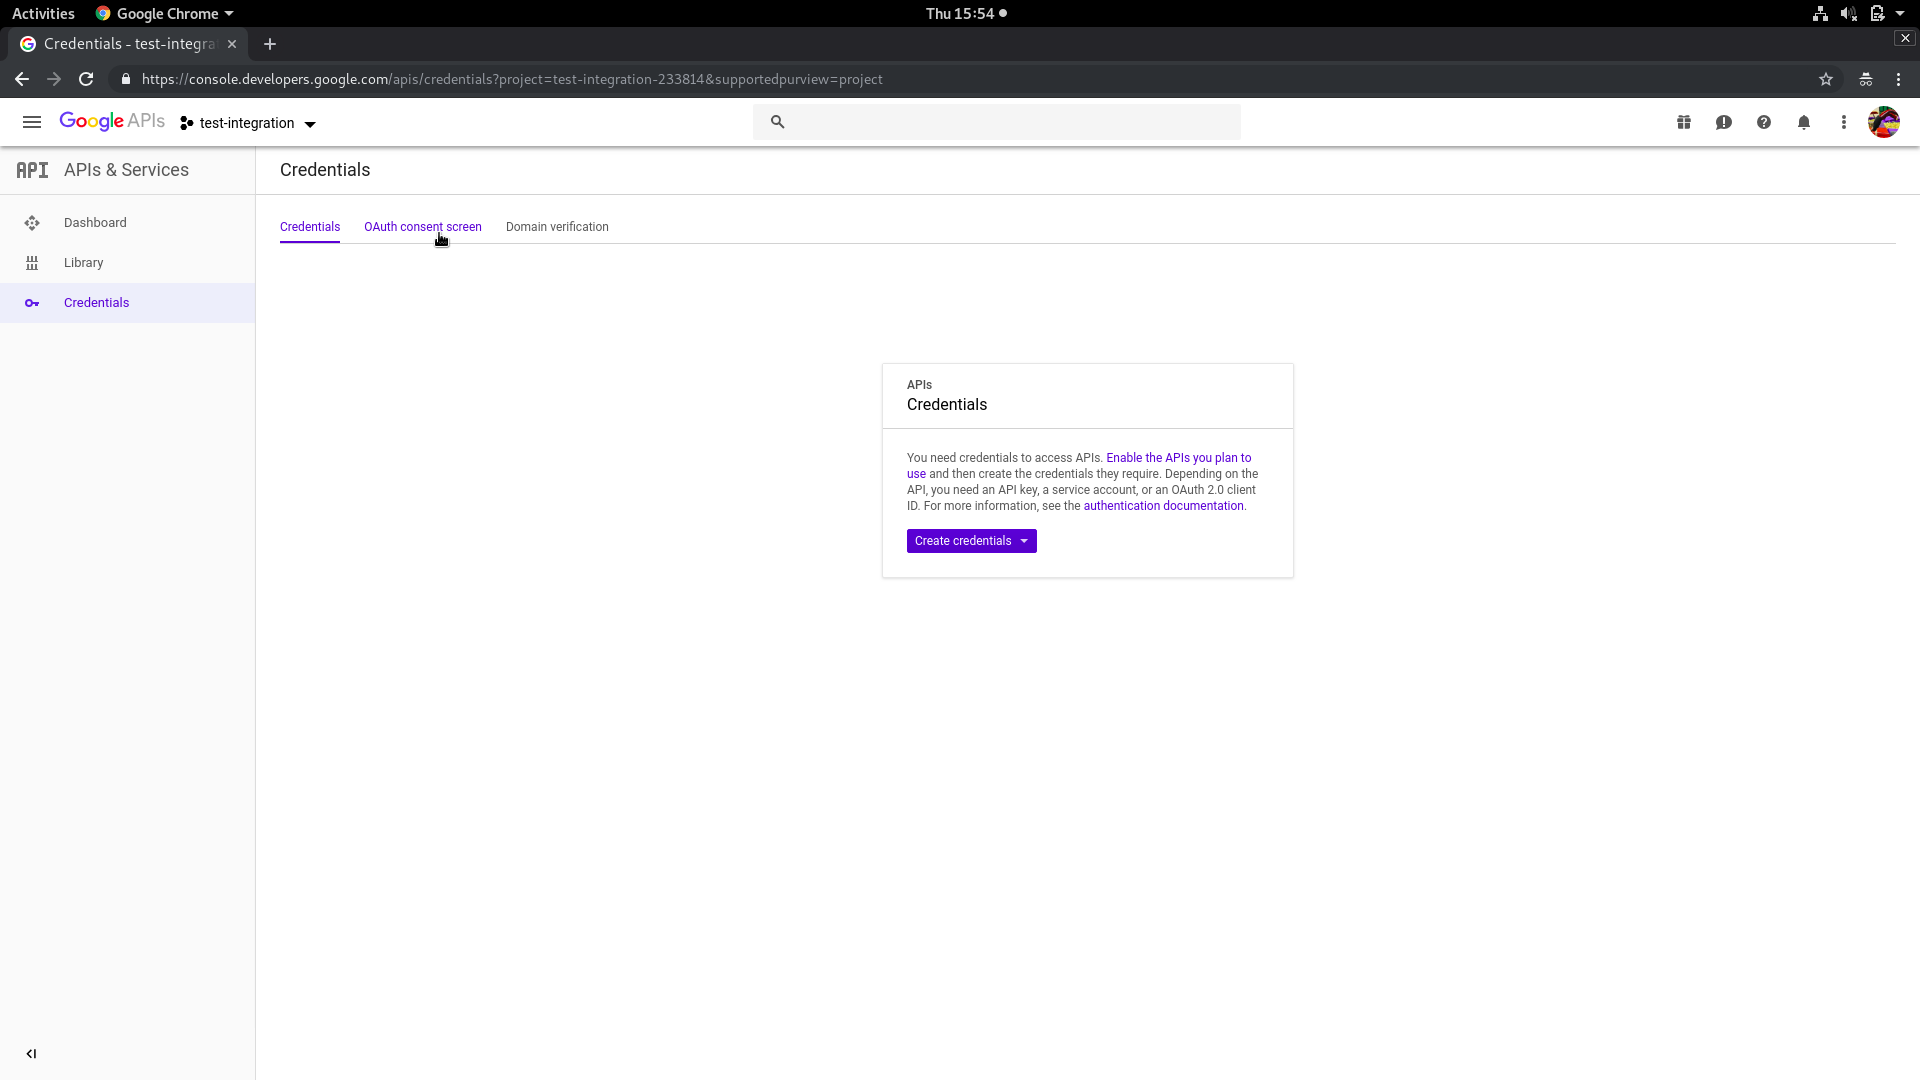 Activities Google Chrome Thu 15:54
Credentials - test-integra
https://console.developers.google.com/apis/credentials?project=test-integration-233814&supportedpurview=project
Google APIs test-integration
API APIs & Services Credentials
Dashboard
Library
Credentials
Credentials OAuth consent screen Domain verification
APIs
Credentials
You need credentials to access APIs. Enable the APIs you plan to
use and then create the credentials they require. Depending on the
API, you need an API key, a service account, or an OAuth 2.0 client
ID. For more information, see the authentication documentation.
Create credentials